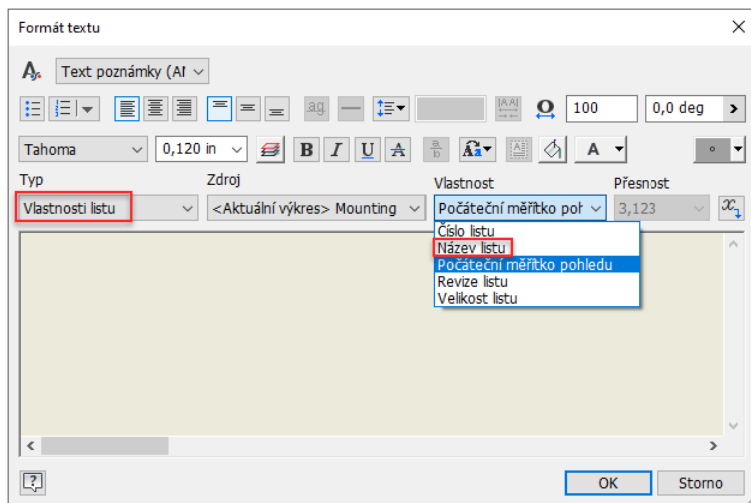 Formát textu
Text poznámky (AI
ag
100
0,0 deg
Tahoma
0,120 in
B I U A
a
b
A
Typ
Zdroj
Vlastnost
Přesnost
Vlastnosti listu
<Aktuální výkres> Mounting
Počáteční měřítko poh
3,123
Číslo listu
Název listu
Počáteční měřítko pohledu
Revize listu
Velikost listu
OK
Storno